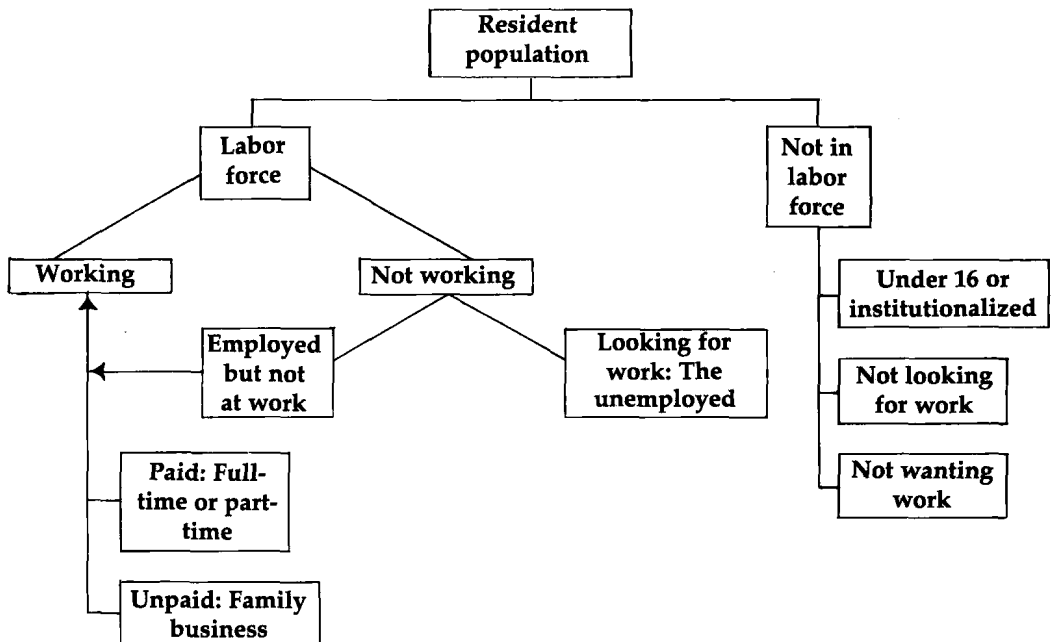 Resident
population
Labor
force
Not in
labor
force
Working
Not working
Under 16 or
institutionalized
Employed
but not
at work
Looking for
work: The
unemployed
Not looking
for work
Paid: Full-
time or part-
time
Not wanting
work
Unpaid: Family
business